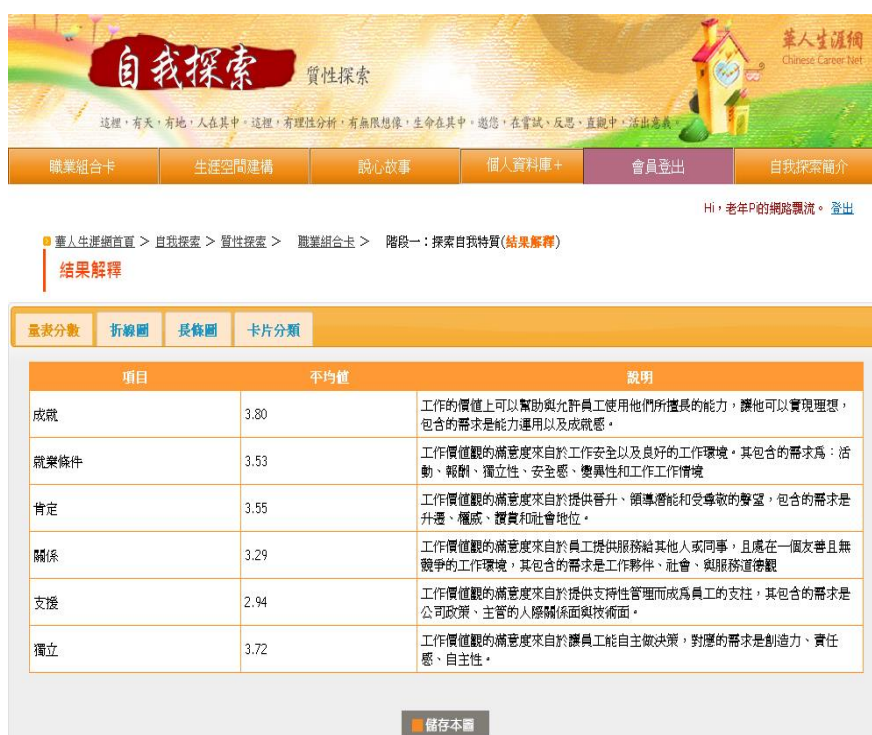 自我探索
質性探索
華人生涯網
Chinese Career Net
這裡,有天,有地,人在其中。這裡,有理性分析,有無限想像,生命在其中。邀您,在嘗試、反思、直觀中,活出意義。
職業組合卡 生涯空間建構 說心故事 個人資料庫+ 會員登出 自我探索簡介
Hi,老年Pi的網路飄流。 登出
華人生涯網首頁 > 自我探索 > 質性探索 > 職業組合卡 > 階段一:探索自我特質(結果解釋)
結果解釋
量表分數 折線圖 長條圖 卡片分類
項目 平均值 說明
成就 3.80 工作的價值上可以幫助與允許員工使用他們所擅長的能力,讓他可以實現理想,
包含的需求是能力運用以及成就感。
就業條件 3.53 工作價值觀的滿意度來自於工作安全以及良好的工作環境。其包含的需求為:活
動、報酬、獨立性、安全感、變異性和工作工作情境
肯定 3.55 工作價值觀的滿意度來自於提供晉升、領導潛能和受尊敬的聲望,包含的需求是
升遷、權威、讚賞和社會地位。
關係 3.29 工作價值觀的滿意度來自於員工提供服務給其他人或同事,且處在一個友善且無
競爭的工作環境,其包含的需求是工作夥伴、社會、與服務道德觀
支援 2.94 工作價值觀的滿意度來自於提供支持性管理而成為員工的支柱,其包含的需求是
公司政策、主管的人際關係面與技術面。
獨立 3.72 工作價值觀的滿意度來自於讓員工能自主做決策,對應的需求是創造力、責任
感、自主性。
儲存本圖